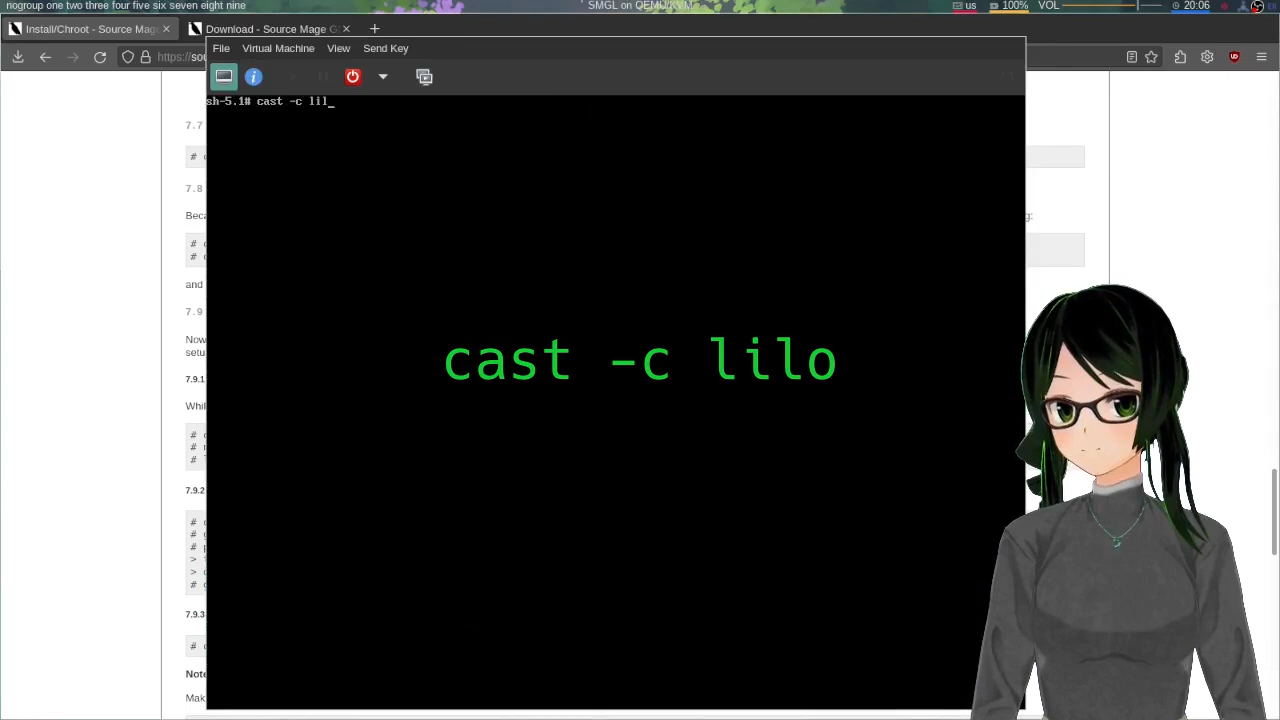 nogroup one two three four five six seven eight nine
SMGL on QEMU/KVM
us 100% VOL 20:06
Install/Chroot - Source Mag
Download - Source Mage G
https://sou
File Virtual Machine View Send Key
sh-5.1# cast -c lil_
7.7
#
7.8
Beca
g:
#
#
and
7.9
Now
setu
7.9.1
cast -c lilo
Whil
#
#
#
7.9.2
#
#
#
>
>
#
7.9.3
#
Note
Mak